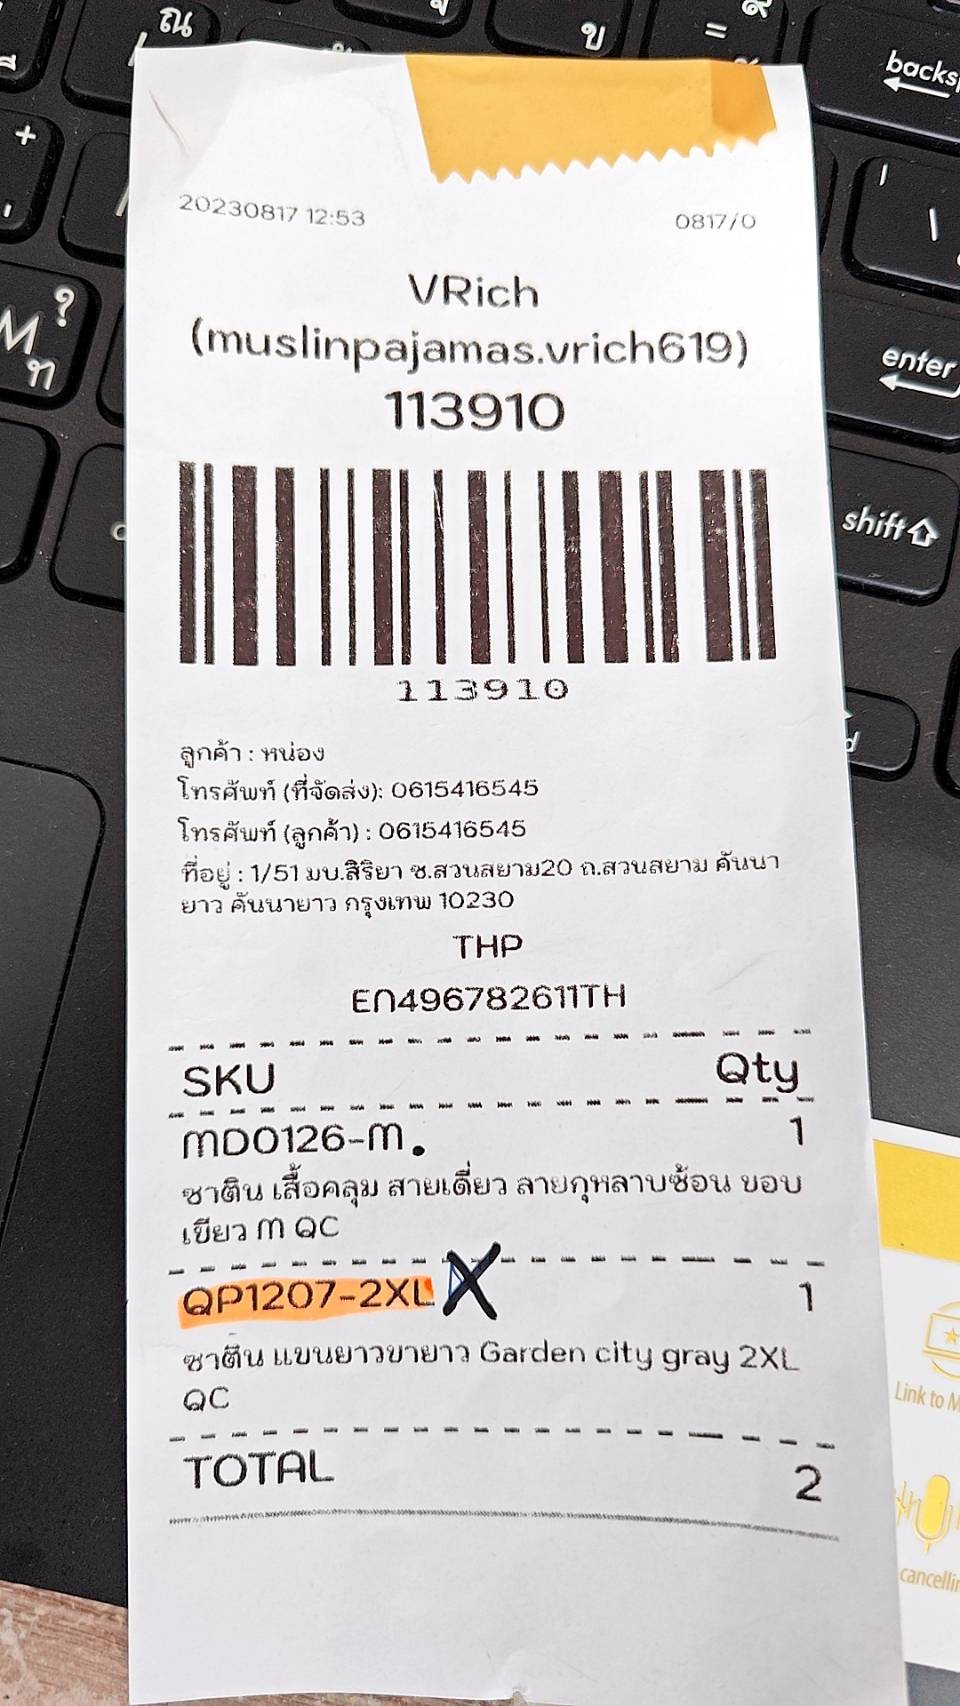 ณ
ข
=
backs
+
?
M
ท
enter
shift
20230817 12:53
0817/0
VRich
(muslinpajamas.vrich619)
113910
113910
ลูกค้า : หน่อง
โทรศัพท์ (ที่จัดส่ง): 0615416545
โทรศัพท์ (ลูกค้า) : 0615416545
ที่อยู่ : 1/51 มบ.สิริยา ซ.สวนสยาม20 ถ.สวนสยาม คันนา
ยาว คันนายาว กรุงเทพ 10230
THP
EN496782611TH
SKU Qty
MD0126-M. 1
ซาติน เสื้อคลุม สายเดี่ยว ลายกุหลาบซ้อน ขอบ
เขียว M QC
QP1207-2XL X 1
ซาติน แขนยาวขายาว Garden city gray 2XL
QC
TOTAL 2
Link to M
cancellin